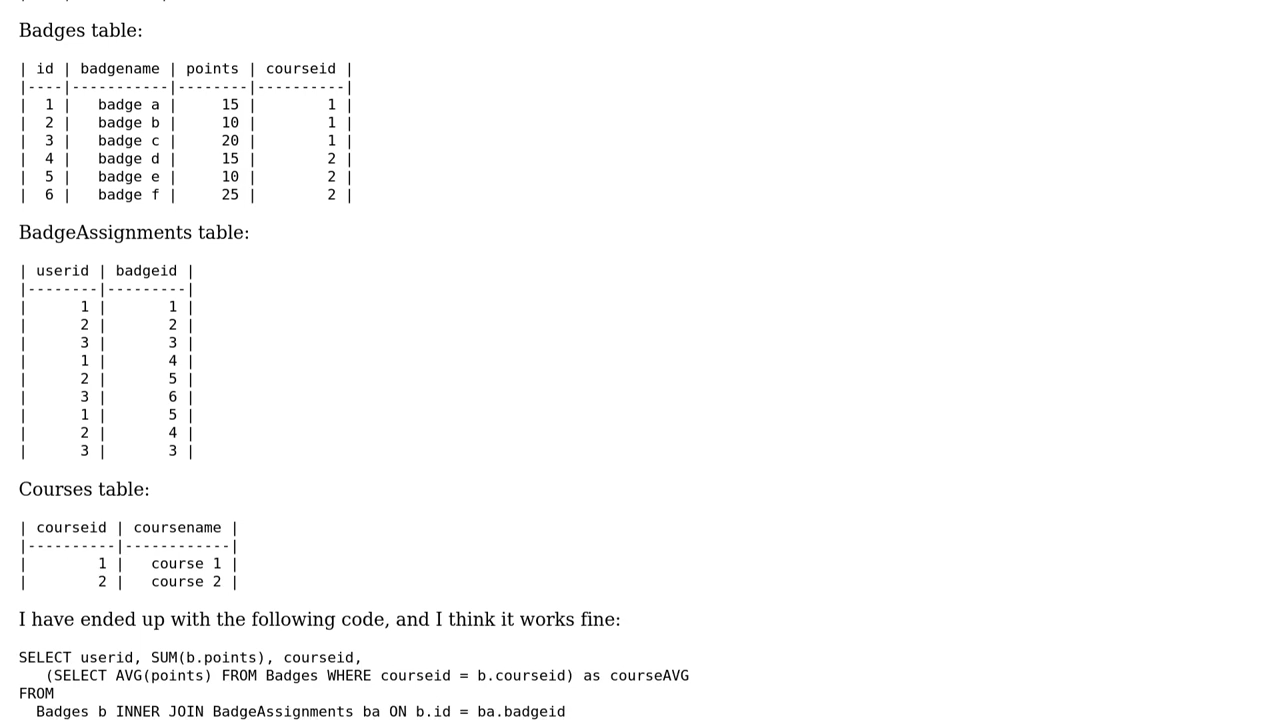 Badges table:
| id | badgename | points | courseid |
|----|-----------|--------|----------|
|  1 |   badge a |     15 |        1 |
|  2 |   badge b |     10 |        1 |
|  3 |   badge c |     20 |        1 |
|  4 |   badge d |     15 |        2 |
|  5 |   badge e |     10 |        2 |
|  6 |   badge f |     25 |        2 |
BadgeAssignments table:
| userid | badgeid |
|--------|---------|
|      1 |       1 |
|      2 |       2 |
|      3 |       3 |
|      1 |       4 |
|      2 |       5 |
|      3 |       6 |
|      1 |       5 |
|      2 |       4 |
|      3 |       3 |
Courses table:
| courseid | coursename |
|----------|------------|
|        1 |   course 1 |
|        2 |   course 2 |
I have ended up with the following code, and I think it works fine:
SELECT userid, SUM(b.points), courseid,
   (SELECT AVG(points) FROM Badges WHERE courseid = b.courseid) as courseAVG
FROM
  Badges b INNER JOIN BadgeAssignments ba ON b.id = ba.badgeid